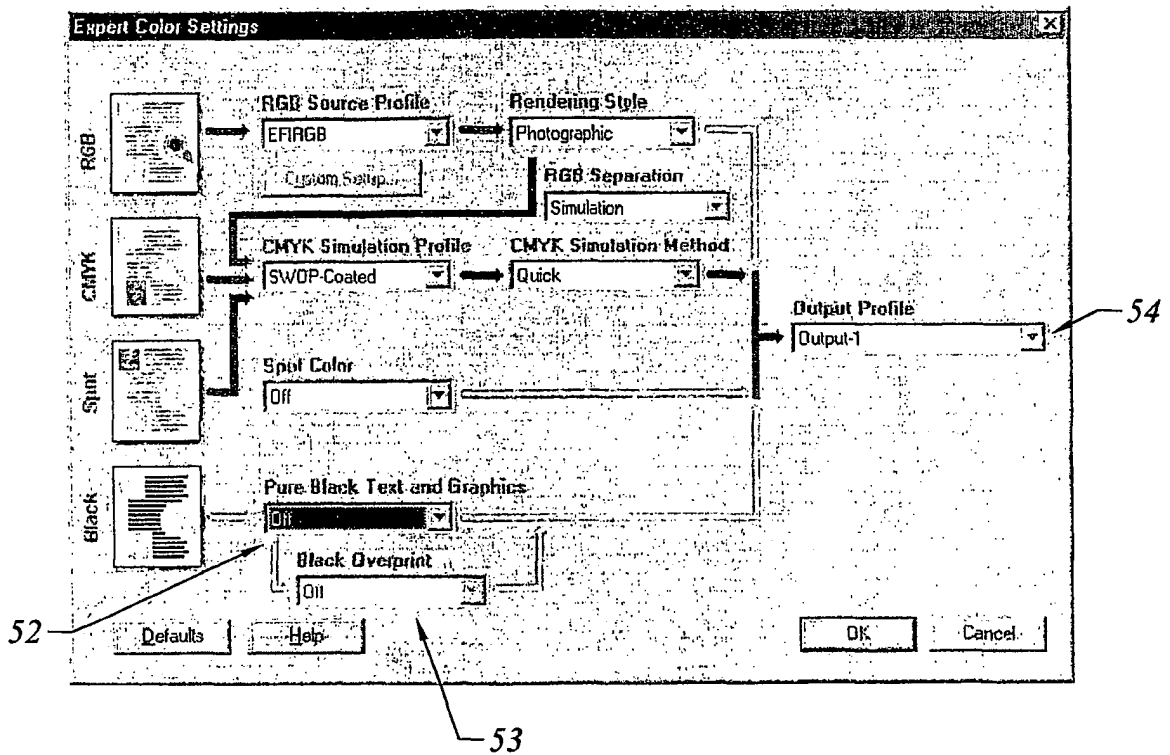 Expert Color Settings
RGB
RGB Source Profile
EFIRGB
Custom Setup...
Rendering Style
Photographic
RGB Separation
Simulation
CMYK
CMYK Simulation Profile
SWOP-Coated
CMYK Simulation Method
Quick
Output Profile
Output-1
54
Spot
Spot Color
Off
Black
Pure Black Text and Graphics
Off
Black Overprint
Off
52
53
Defaults
Help
OK
Cancel